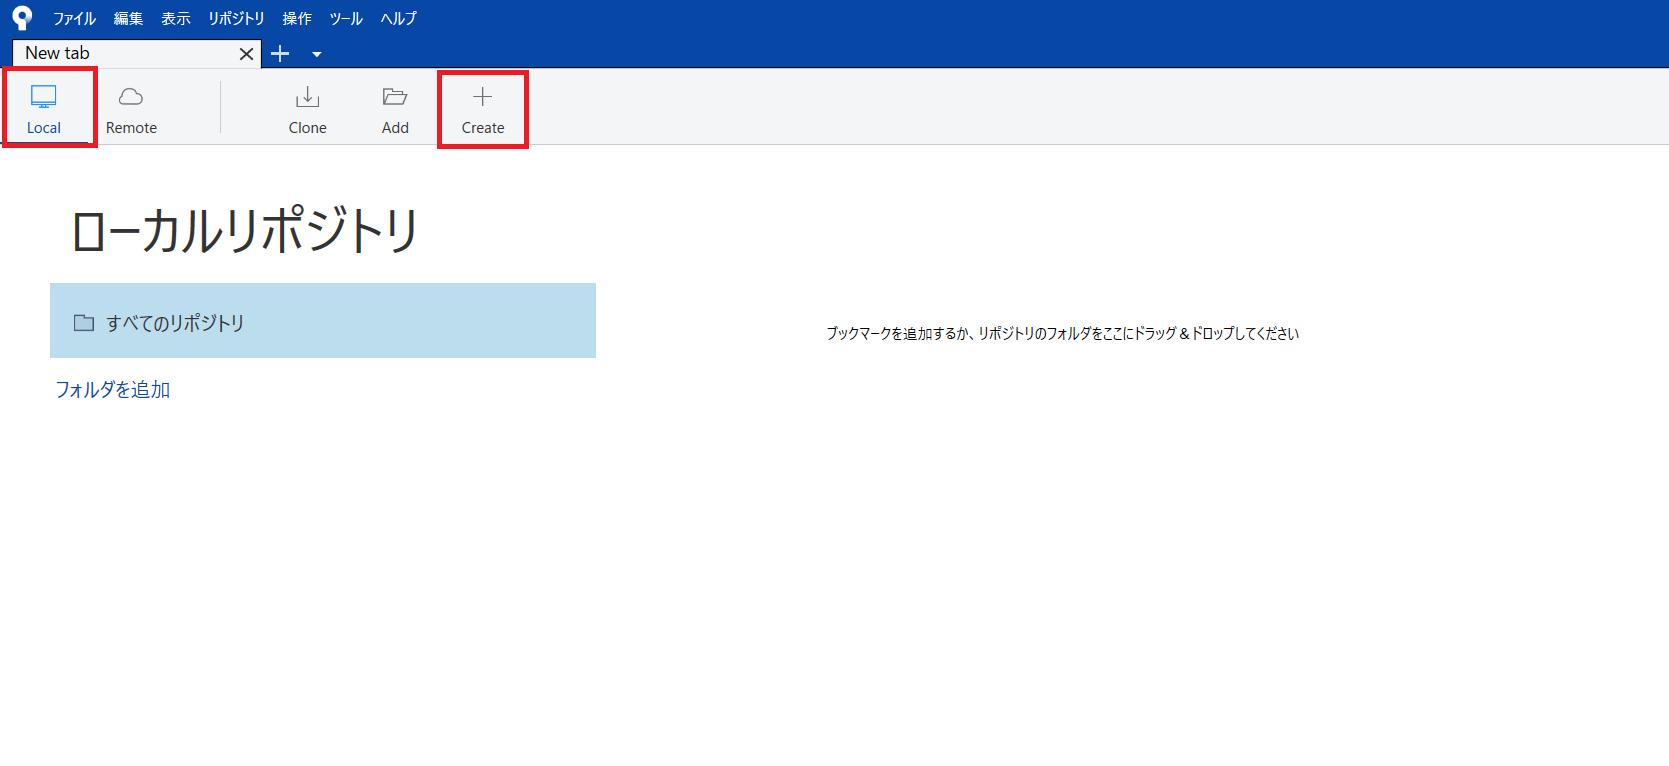 ファイル 編集 表示 リポジトリ 操作 ツール ヘルプ
New tab
Local Remote Clone Add Create
ローカルリポジトリ
すべてのリポジトリ
ブックマークを追加するか、リポジトリのフォルダをここにドラッグ＆ドロップしてください
フォルダを追加